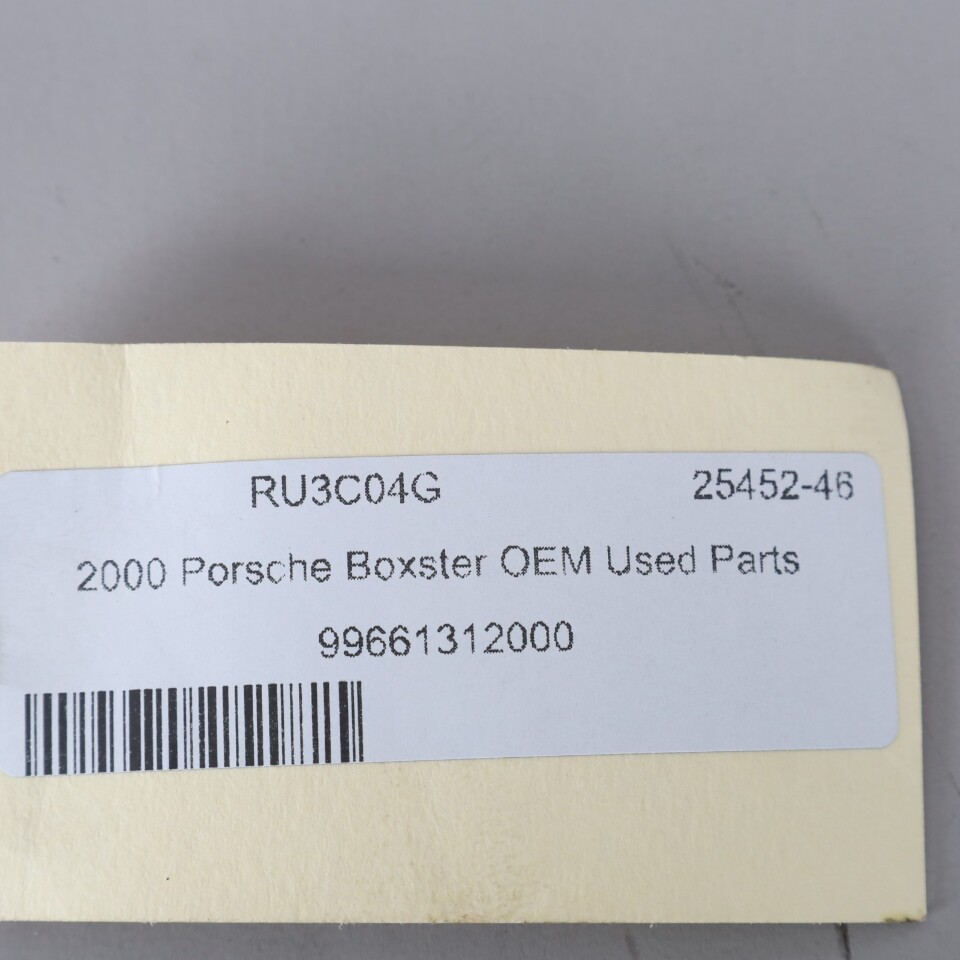 RU3C04G 25452-46
2000 Porsche Boxster OEM Used Parts
99661312000